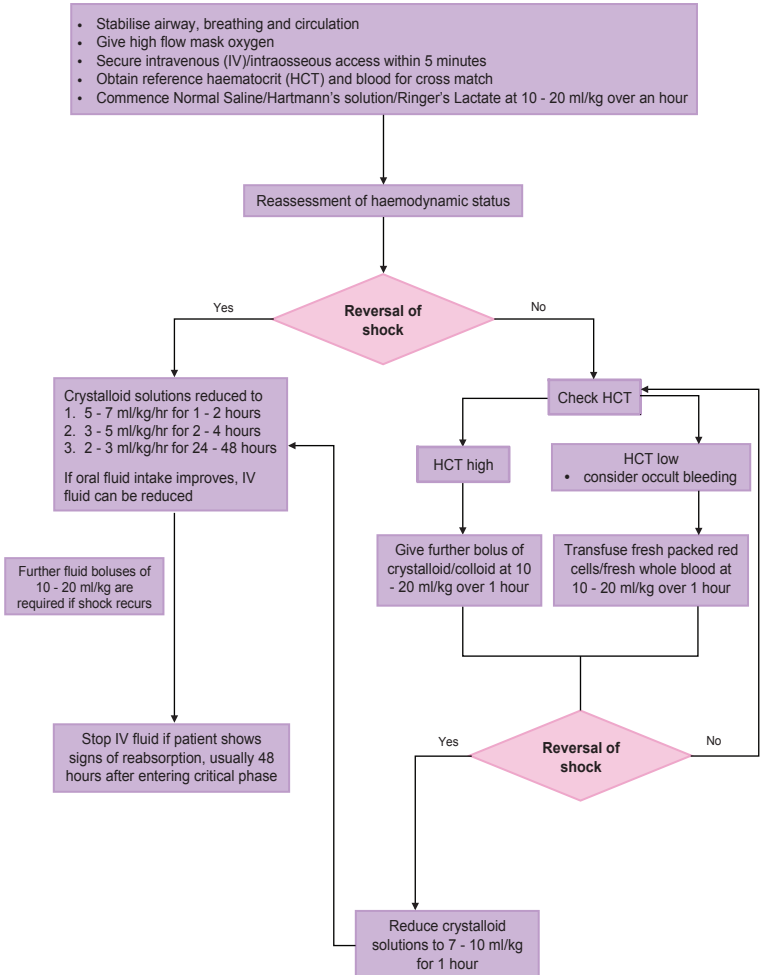 • Stabilise airway, breathing and circulation
• Give high flow mask oxygen
• Secure intravenous (IV)/intraosseous access within 5 minutes
• Obtain reference haematocrit (HCT) and blood for cross match
• Commence Normal Saline/Hartmann's solution/Ringer's Lactate at 10 - 20 ml/kg over an hour
Reassessment of haemodynamic status
Yes
Reversal of
shock
No
Crystalloid solutions reduced to
1. 5 - 7 ml/kg/hr for 1 - 2 hours
2. 3 - 5 ml/kg/hr for 2 - 4 hours
3. 2 - 3 ml/kg/hr for 24 - 48 hours
If oral fluid intake improves, IV
fluid can be reduced
Check HCT
HCT high
HCT low
• consider occult bleeding
Give further bolus of
crystalloid/colloid at 10
- 20 ml/kg over 1 hour
Transfuse fresh packed red
cells/fresh whole blood at
10 - 20 ml/kg over 1 hour
Further fluid boluses of
10 - 20 ml/kg are
required if shock recurs
Stop IV fluid if patient shows
signs of reabsorption, usually 48
hours after entering critical phase
Yes
Reversal of
shock
No
Reduce crystalloid
solutions to 7 - 10 ml/kg
for 1 hour